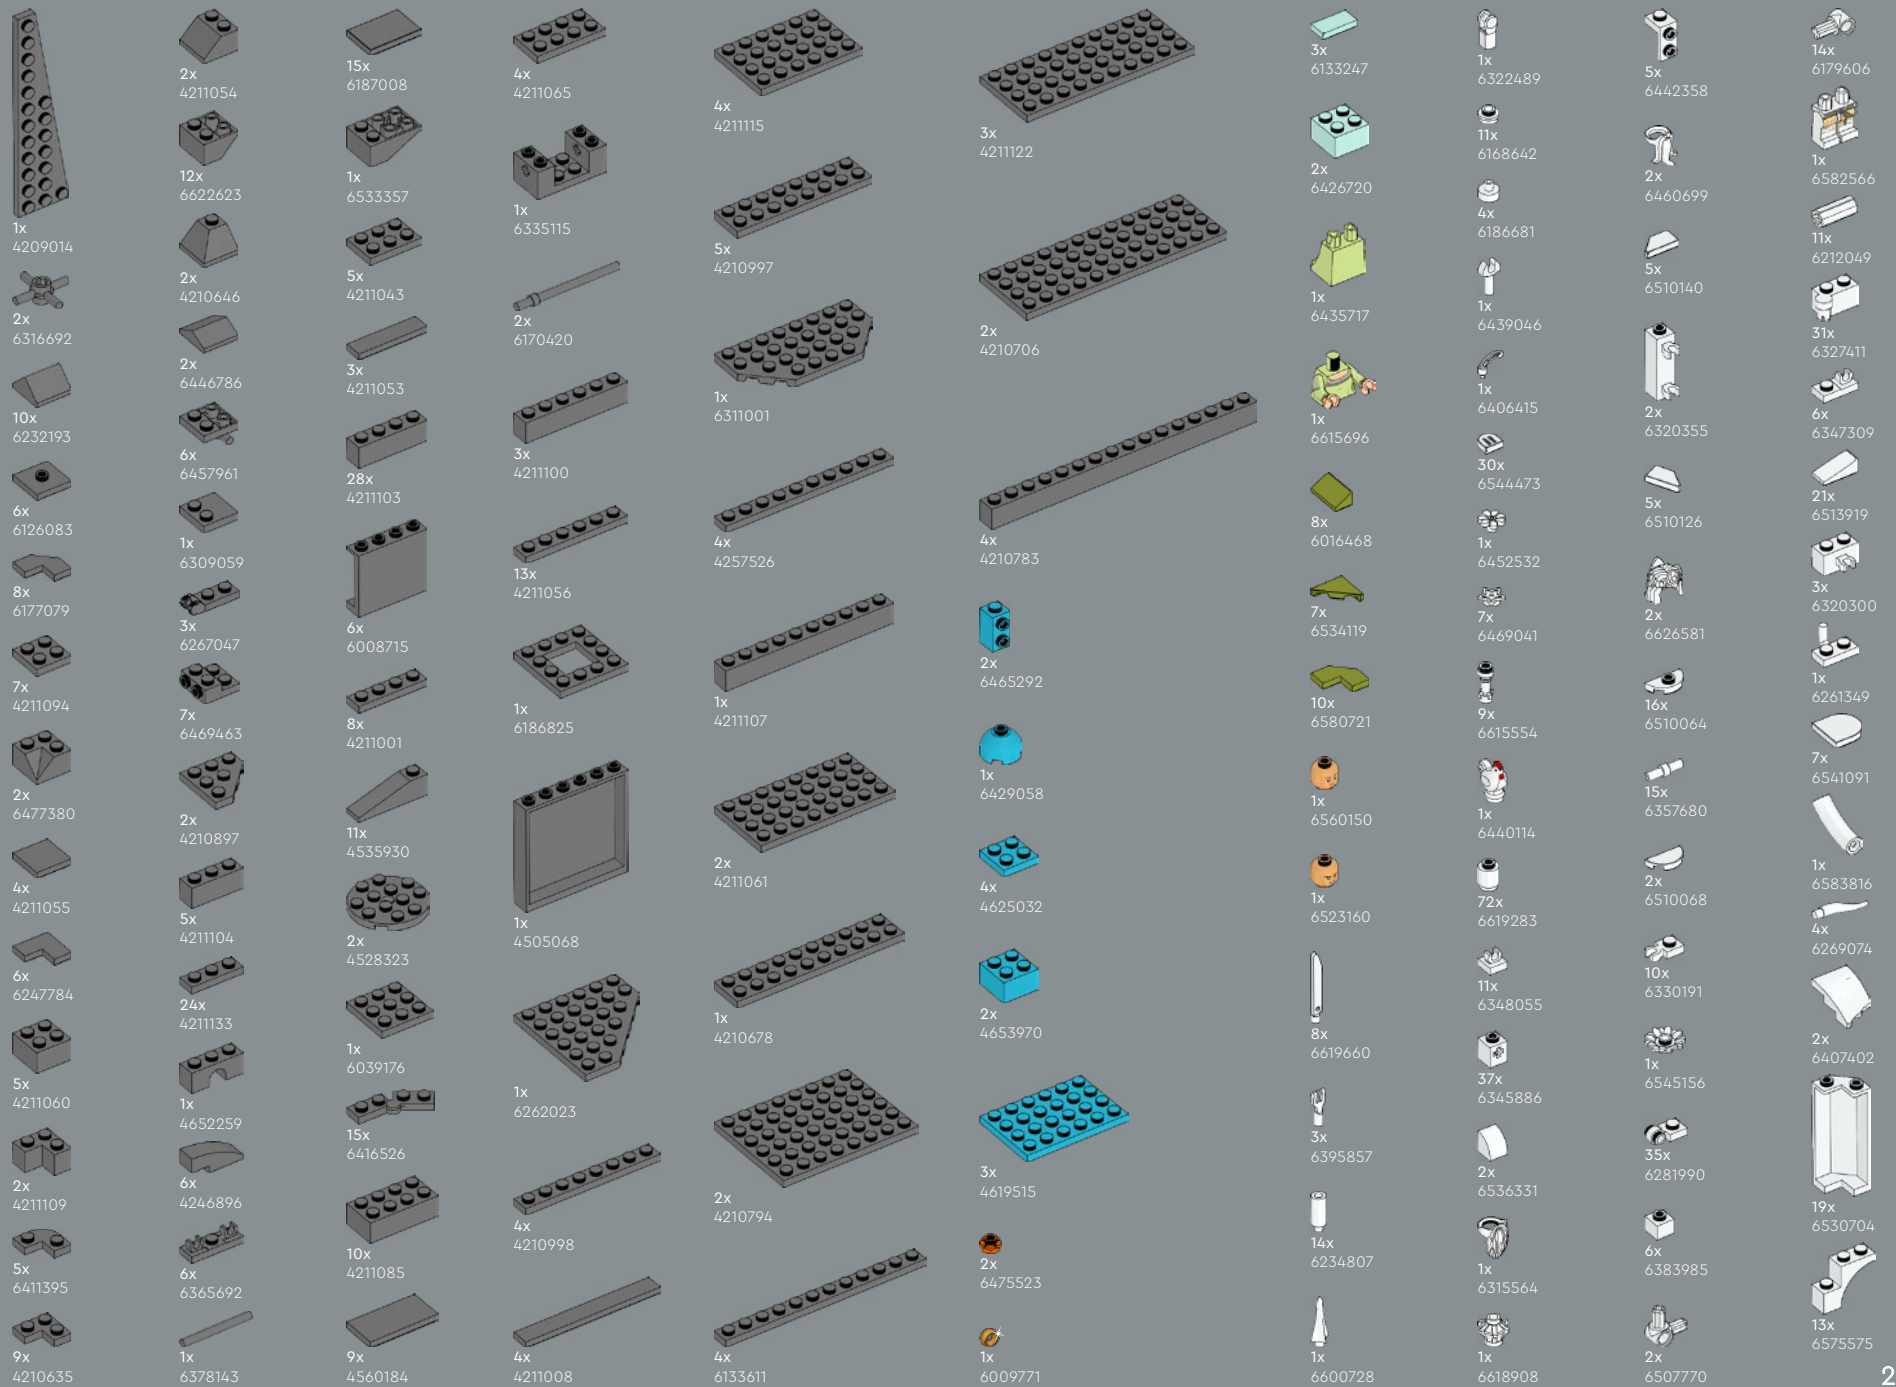 1x
4209014
2x
6316692
10x
6232193
6x
6126083
8x
6177079
7x
4211094
2x
6477380
4x
4211055
6x
6247784
5x
4211060
2x
4211109
5x
6411395
9x
4210635
2x
4211054
12x
6622623
2x
4210646
2x
6446786
6x
6457961
1x
6309059
3x
6267047
7x
6469463
2x
4210897
5x
4211104
24x
4211133
1x
4652259
6x
4246896
6x
6365692
1x
6378143
15x
6187008
1x
6533357
5x
4211043
3x
4211053
28x
4211103
6x
6008715
8x
4211001
11x
4535930
2x
4528323
1x
6039176
15x
6416526
10x
4211085
9x
4560184
4x
4211065
1x
6335115
2x
6170420
3x
4211100
13x
4211056
1x
6186825
1x
4505068
1x
6262023
4x
4210998
4x
4211008
4x
4211115
5x
4210997
1x
6311001
4x
4257526
1x
4211107
2x
4211061
1x
4210678
2x
4210794
4x
6133611
3x
4211122
2x
4210706
4x
4210783
2x
6465292
1x
6429058
4x
4625032
2x
4653970
3x
4619515
2x
6475523
1x
6009771
3x
6133247
2x
6426720
1x
6435717
1x
6615696
8x
6016468
7x
6534119
10x
6580721
1x
6560150
1x
6523160
8x
6619660
3x
6395857
14x
6234807
1x
6600728
1x
6322489
11x
6168642
4x
6186681
1x
6439046
1x
6406415
30x
6544473
1x
6452532
7x
6469041
9x
6615554
1x
6440114
72x
6619283
11x
6348055
37x
6345886
2x
6536331
1x
6315564
1x
6618908
5x
6442358
2x
6460699
5x
6510140
2x
6320355
5x
6510126
2x
6626581
16x
6510064
15x
6357680
2x
6510068
10x
6330191
1x
6545156
35x
6281990
6x
6383985
2x
6507770
14x
6179606
1x
6582566
11x
6212049
31x
6327411
6x
6347309
21x
6513919
3x
6320300
1x
6261349
7x
6541091
1x
6583816
4x
6269074
2x
6407402
19x
6530704
13x
6575575
2